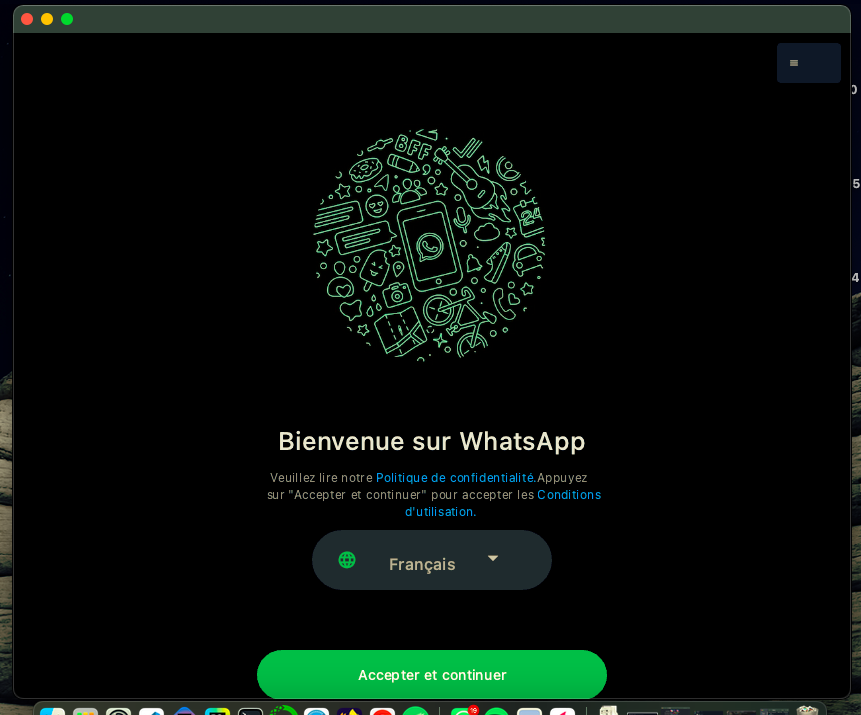 BFF
24
Bienvenue sur WhatsApp
Veuillez lire notre Politique de confidentialité.Appuyez
sur "Accepter et continuer" pour accepter les Conditions
d'utilisation.
Français
Accepter et continuer
19